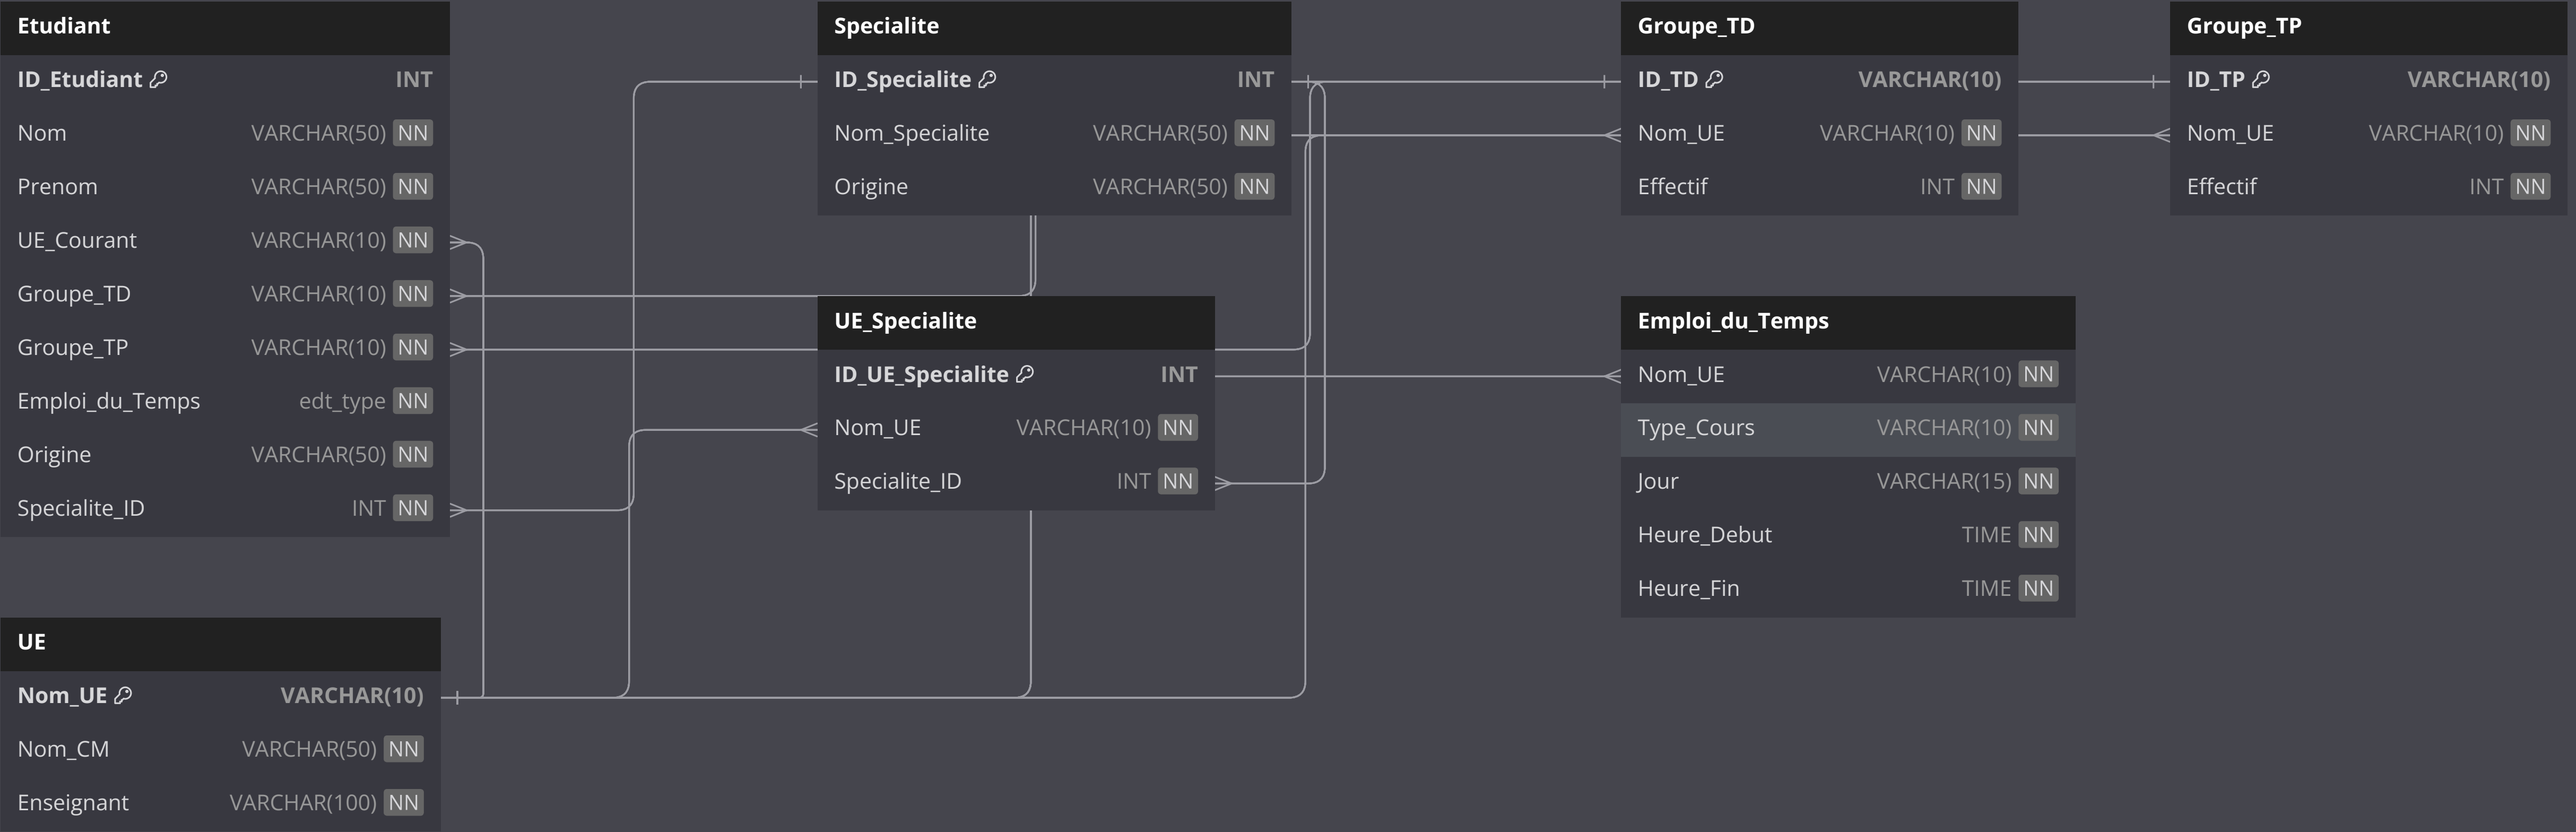 Etudiant
ID_Etudiant INT
Nom VARCHAR(50) NN
Prenom VARCHAR(50) NN
UE_Courant VARCHAR(10) NN
Groupe_TD VARCHAR(10) NN
Groupe_TP VARCHAR(10) NN
Emploi_du_Temps edt_type NN
Origine VARCHAR(50) NN
Specialite_ID INT NN
UE
Nom_UE VARCHAR(10)
Nom_CM VARCHAR(50) NN
Enseignant VARCHAR(100) NN
Specialite
ID_Specialite INT
Nom_Specialite VARCHAR(50) NN
Origine VARCHAR(50) NN
UE_Specialite
ID_UE_Specialite INT
Nom_UE VARCHAR(10) NN
Specialite_ID INT NN
Groupe_TD
ID_TD VARCHAR(10)
Nom_UE VARCHAR(10) NN
Effectif INT NN
Emploi_du_Temps
Nom_UE VARCHAR(10) NN
Type_Cours VARCHAR(10) NN
Jour VARCHAR(15) NN
Heure_Debut TIME NN
Heure_Fin TIME NN
Groupe_TP
ID_TP VARCHAR(10)
Nom_UE VARCHAR(10) NN
Effectif INT NN